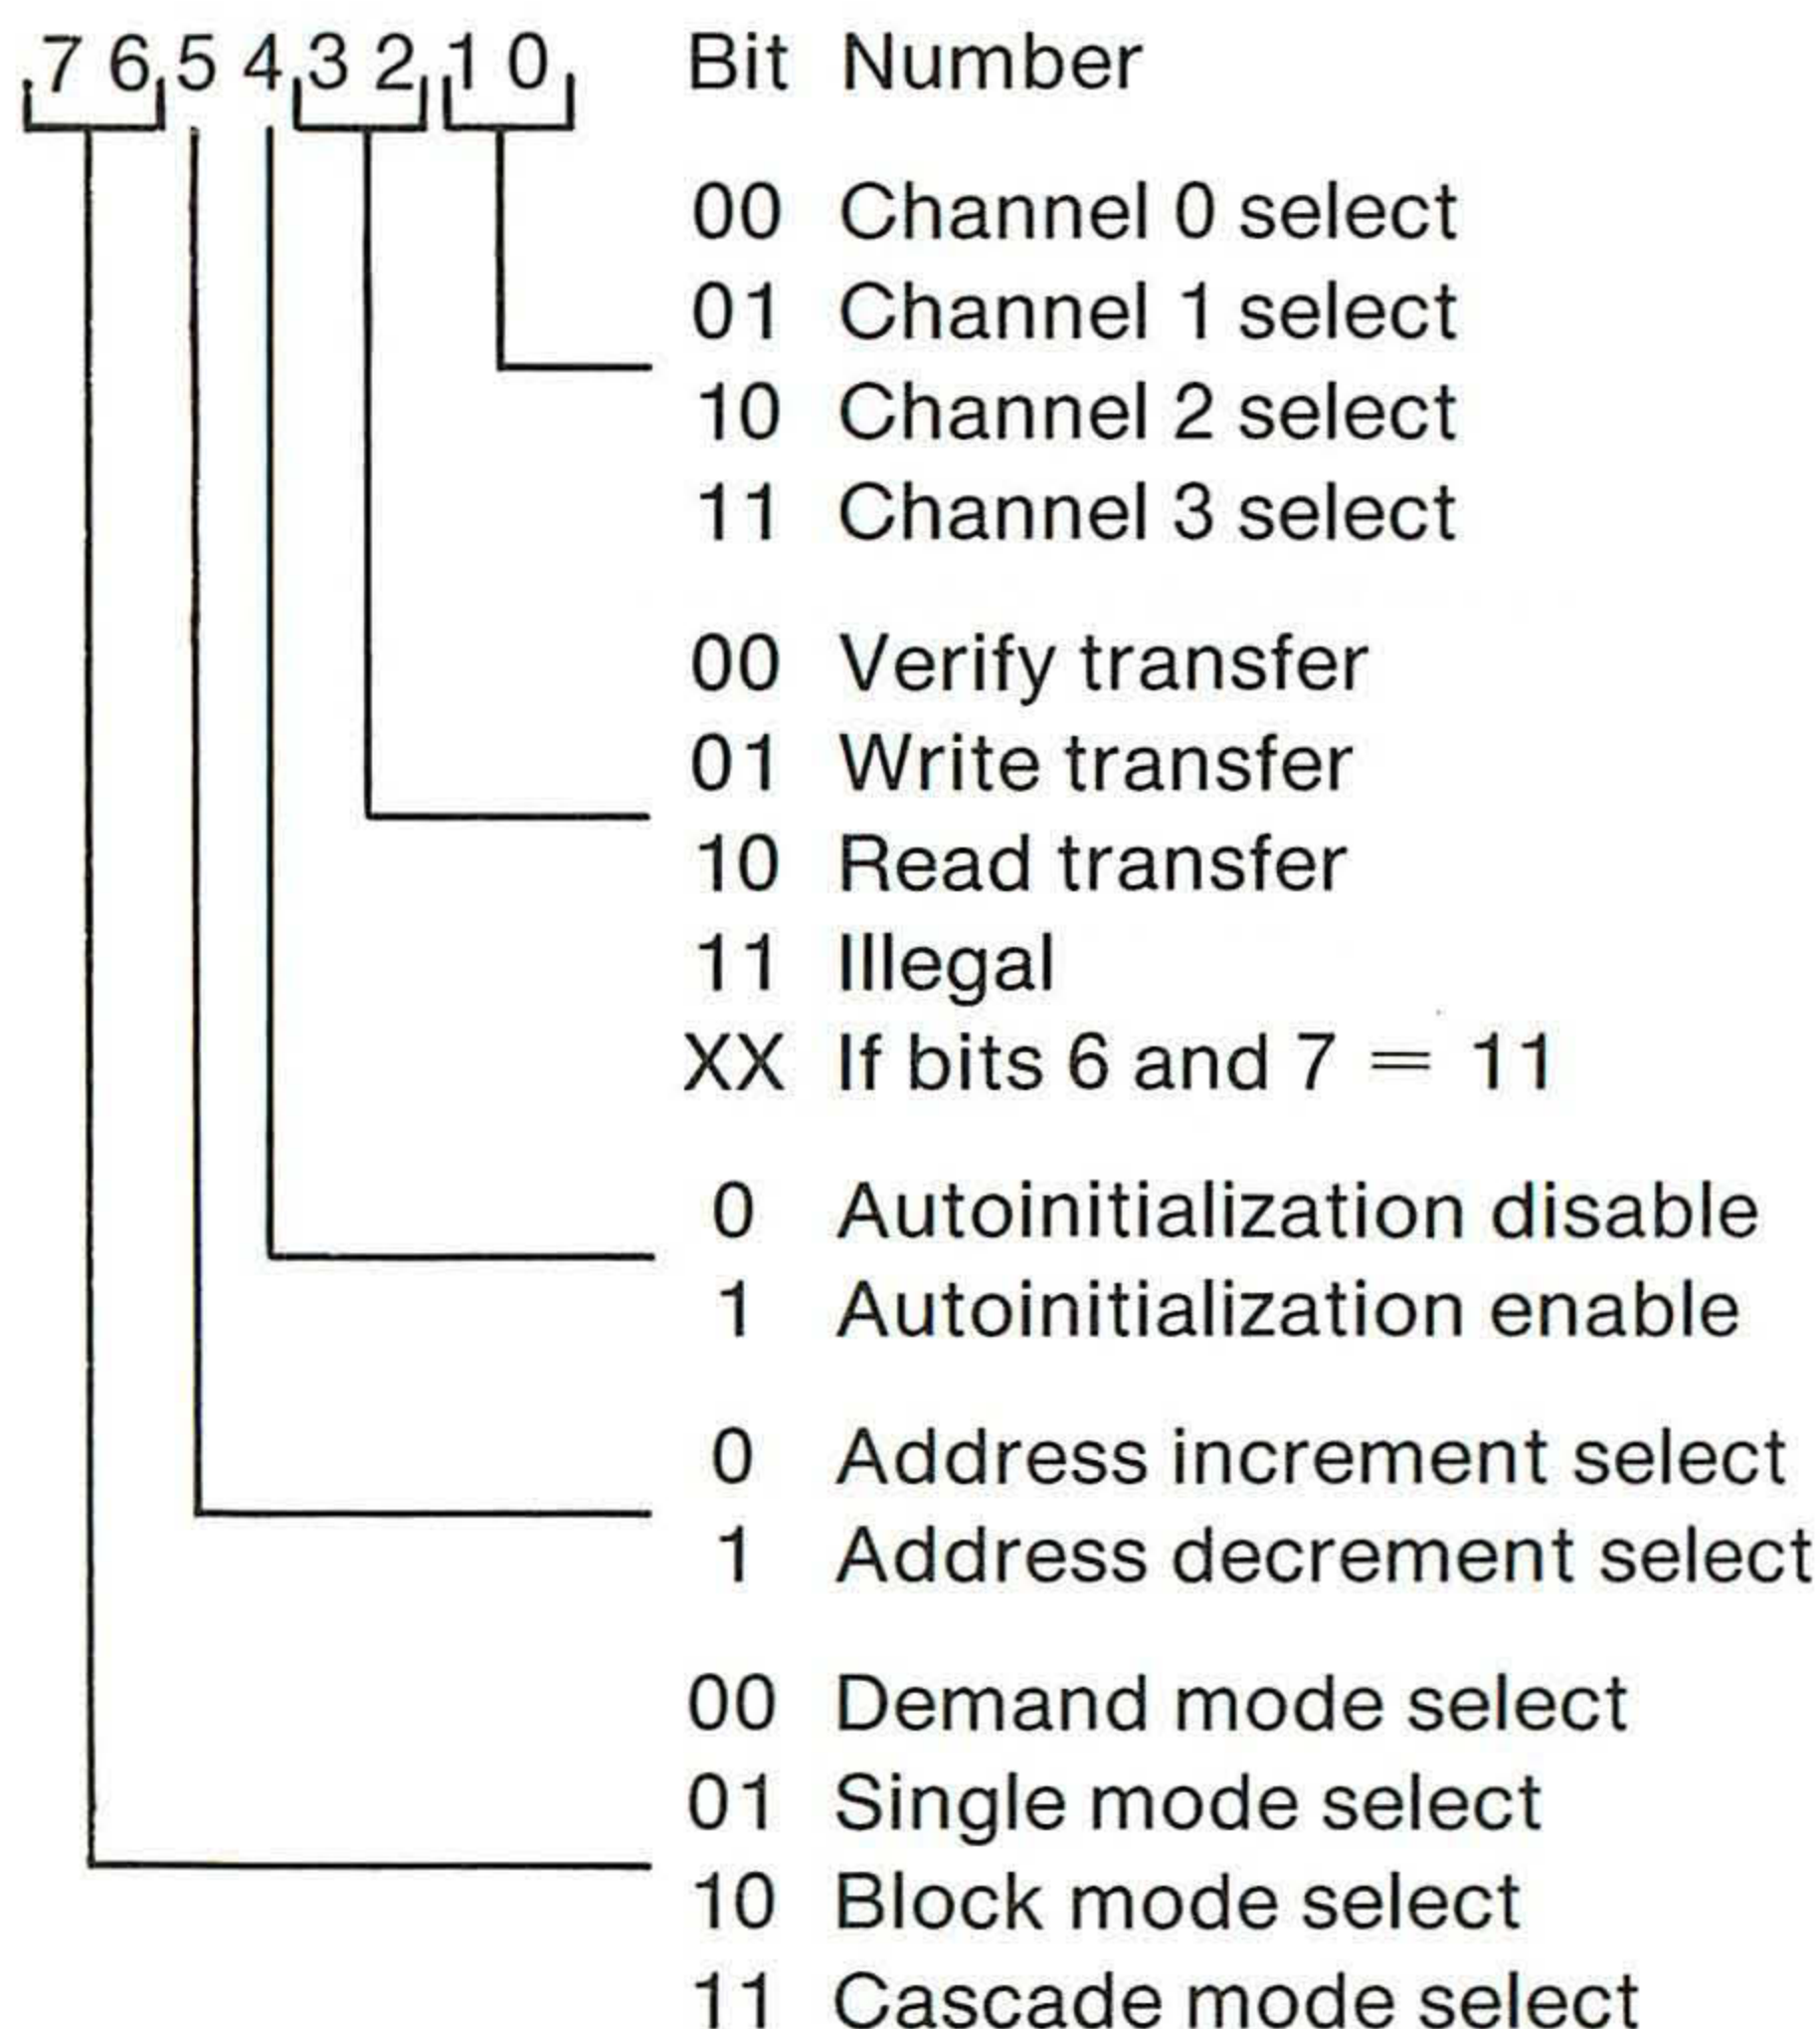 7 6 5 4 3 2 1 0 Bit Number
00 Channel 0 select
01 Channel 1 select
10 Channel 2 select
11 Channel 3 select
00 Verify transfer
01 Write transfer
10 Read transfer
11 Illegal
XX If bits 6 and 7 = 11
0 Autoinitialization disable
1 Autoinitialization enable
0 Address increment select
1 Address decrement select
00 Demand mode select
01 Single mode select
10 Block mode select
11 Cascade mode select